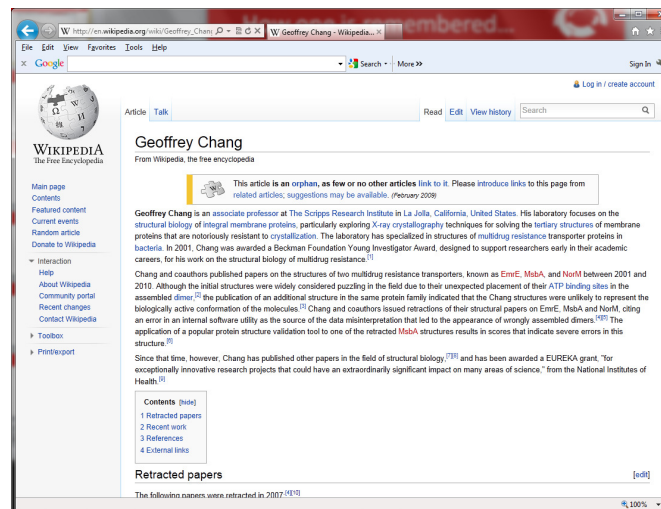 How one is remembered...
http://en.wikipedia.org/wiki/Geoffrey_Chan
W Geoffrey Chang - Wikipedia...
File Edit View Favorites Tools Help
x Google Search More >> Sign In
Log in / create account
Article Talk Read Edit View history Search
WIKIPEDIA
The Free Encyclopedia
Main page
Contents
Featured content
Current events
Random article
Donate to Wikipedia
Interaction
Help
About Wikipedia
Community portal
Recent changes
Contact Wikipedia
Toolbox
Print/export
Geoffrey Chang
From Wikipedia, the free encyclopedia
This article is an orphan, as few or no other articles link to it. Please introduce links to this page from
related articles; suggestions may be available. (February 2009)
Geoffrey Chang is an associate professor at The Scripps Research Institute in La Jolla, California, United States. His laboratory focuses on the
structural biology of integral membrane proteins, particularly exploring X-ray crystallography techniques for solving the tertiary structures of membrane
proteins that are notoriously resistant to crystallization. The laboratory has specialized in structures of multidrug resistance transporter proteins in
bacteria. In 2001, Chang was awarded a Beckman Foundation Young Investigator Award, designed to support researchers early in their academic
careers, for his work on the structural biology of multidrug resistance.[1]
Chang and coauthors published papers on the structures of two multidrug resistance transporters, known as EmrE, MsbA, and NorM between 2001 and
2010. Although the initial structures were widely considered puzzling in the field due to their unexpected placement of their ATP binding sites in the
assembled dimer,[2] the publication of an additional structure in the same protein family indicated that the Chang structures were unlikely to represent the
biologically active conformation of the molecules.[3] Chang and coauthors issued retractions of their structural papers on EmrE, MsbA and NorM, citing
an error in an internal software utility as the source of the data misinterpretation that led to the appearance of wrongly assembled dimers.[4][5] The
application of a popular protein structure validation tool to one of the retracted MsbA structures results in scores that indicate severe errors in this
structure.[6]
Since that time, however, Chang has published other papers in the field of structural biology,[7][8] and has been awarded a EUREKA grant, "for
exceptionally innovative research projects that could have an extraordinarily significant impact on many areas of science," from the National Institutes of
Health.[9]
Contents [hide]
1 Retracted papers
2 Recent work
3 References
4 External links
Retracted papers [edit]
The following papers were retracted in 2007:[4][10]
100%